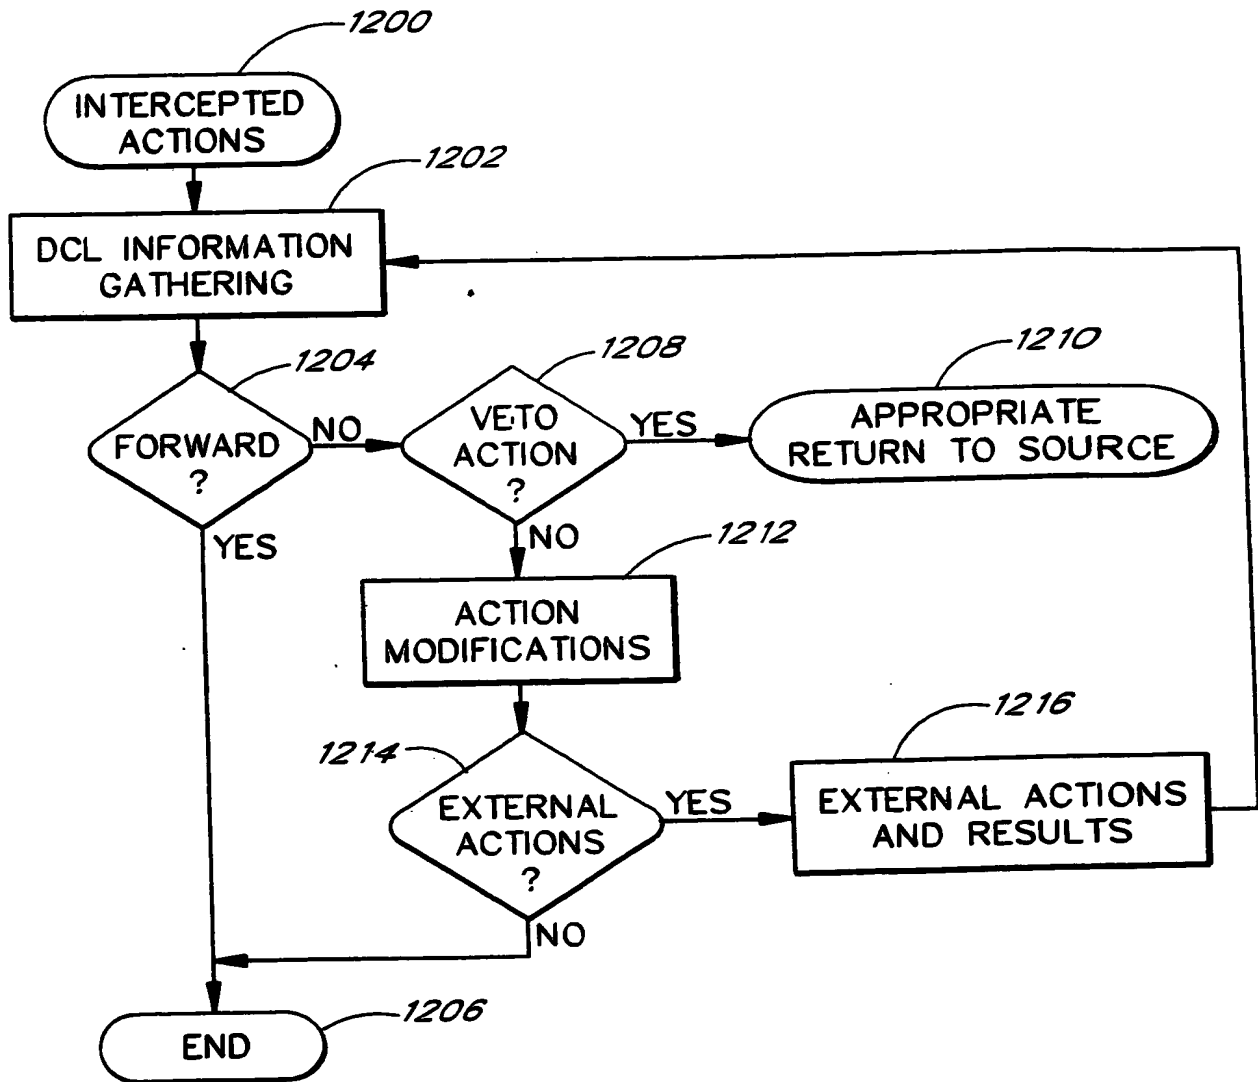 1200
INTERCEPTED
ACTIONS
1202
DCL INFORMATION
GATHERING
1204
FORWARD
?
NO
YES
1208
VETO
ACTION
?
YES
NO
1210
APPROPRIATE
RETURN TO SOURCE
1212
ACTION
MODIFICATIONS
1214
EXTERNAL
ACTIONS
?
YES
NO
1216
EXTERNAL ACTIONS
AND RESULTS
1206
END